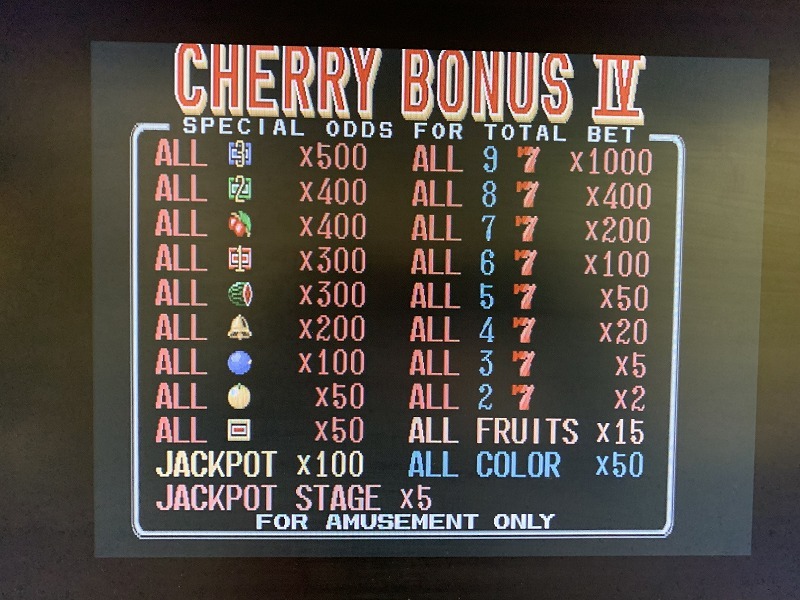 CHERRY BONUS IV
SPECIAL ODDS FOR TOTAL BET
ALL 3 x500 ALL 9 7 x1000
ALL 2 x400 ALL 8 7 x400
ALL x400 ALL 7 7 x200
ALL 1 x300 ALL 6 7 x100
ALL x300 ALL 5 7 x50
ALL x200 ALL 4 7 x20
ALL x100 ALL 3 7 x5
ALL x50 ALL 2 7 x2
ALL x50 ALL FRUITS x15
JACKPOT x100 ALL COLOR x50
JACKPOT STAGE x5
FOR AMUSEMENT ONLY